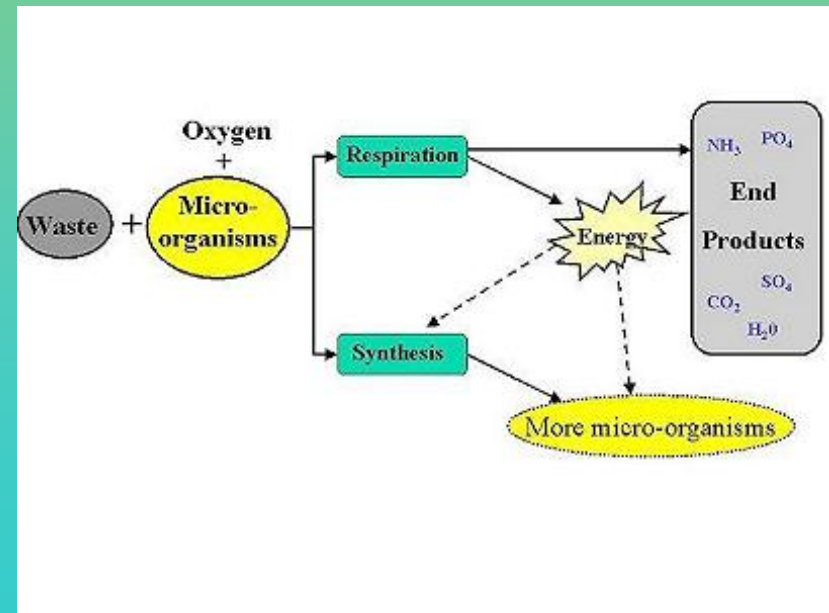 Oxygen
+
Waste
+
Micro-
organisms
Respiration
Synthesis
Energy
More micro-organisms
NH₃ PO₄
End
Products
SO₄
CO₂
H₂0